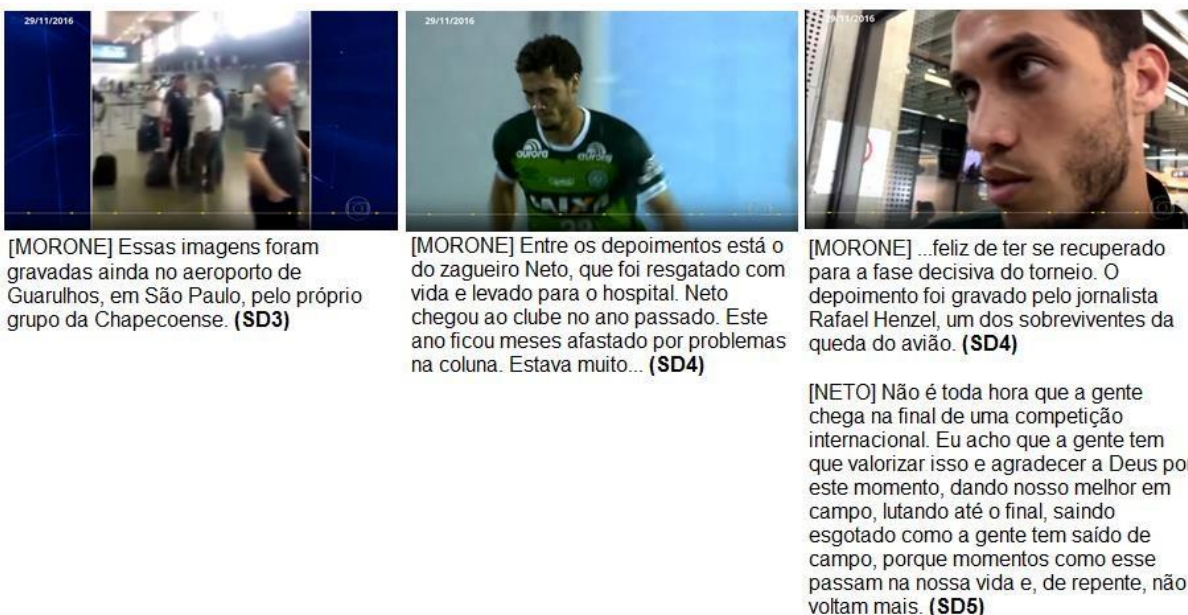 29/11/2016
[MORONE] Essas imagens foram
gravadas ainda no aeroporto de
Guarulhos, em São Paulo, pelo próprio
grupo da Chapecoense. (SD3)
29/11/2016
aurora
aurora
CAIXA
[MORONE] Entre os depoimentos está o
do zagueiro Neto, que foi resgatado com
vida e levado para o hospital. Neto
chegou ao clube no ano passado. Este
ano ficou meses afastado por problemas
na coluna. Estava muito... (SD4)
29/11/2016
[MORONE] ...feliz de ter se recuperado
para a fase decisiva do torneio. O
depoimento foi gravado pelo jornalista
Rafael Henzel, um dos sobreviventes da
queda do avião. (SD4)
[NETO] Não é toda hora que a gente
chega na final de uma competição
internacional. Eu acho que a gente tem
que valorizar isso e agradecer a Deus por
este momento, dando nosso melhor em
campo, lutando até o final, saindo
esgotado como a gente tem saído de
campo, porque momentos como esse
passam na nossa vida e, de repente, não
voltam mais. (SD5)